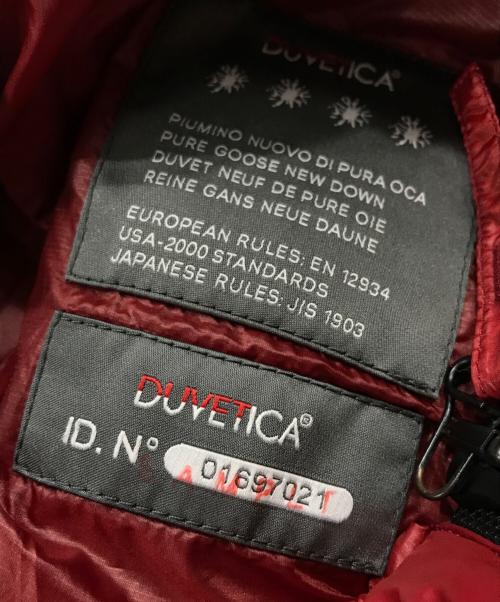 DUVETICA®
PIUMINO NUOVO DI PURA OCA
PURE GOOSE NEW DOWN
DUVET NEUF DE PURE OIE
REINE GANS NEUE DAUNE
EUROPEAN RULES: EN 12934
USA-2000 STANDARDS
JAPANESE RULES: JIS 1903
DUVETICA®
ID. N° 01697021